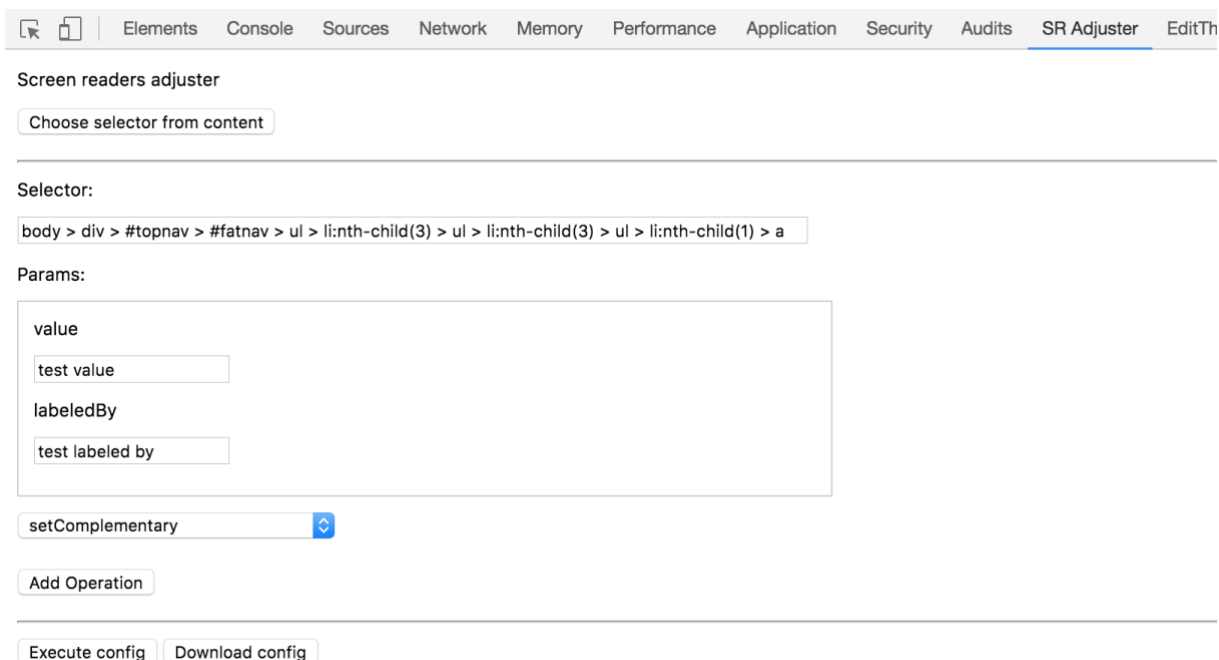 Elements Console Sources Network Memory Performance Application Security Audits SR Adjuster EditTh
Screen readers adjuster
Choose selector from content
Selector:
body > div > #topnav > #fatnav > ul > li:nth-child(3) > ul > li:nth-child(3) > ul > li:nth-child(1) > a
Params:
value
test value
labeledBy
test labeled by
setComplementary
Add Operation
Execute config Download config